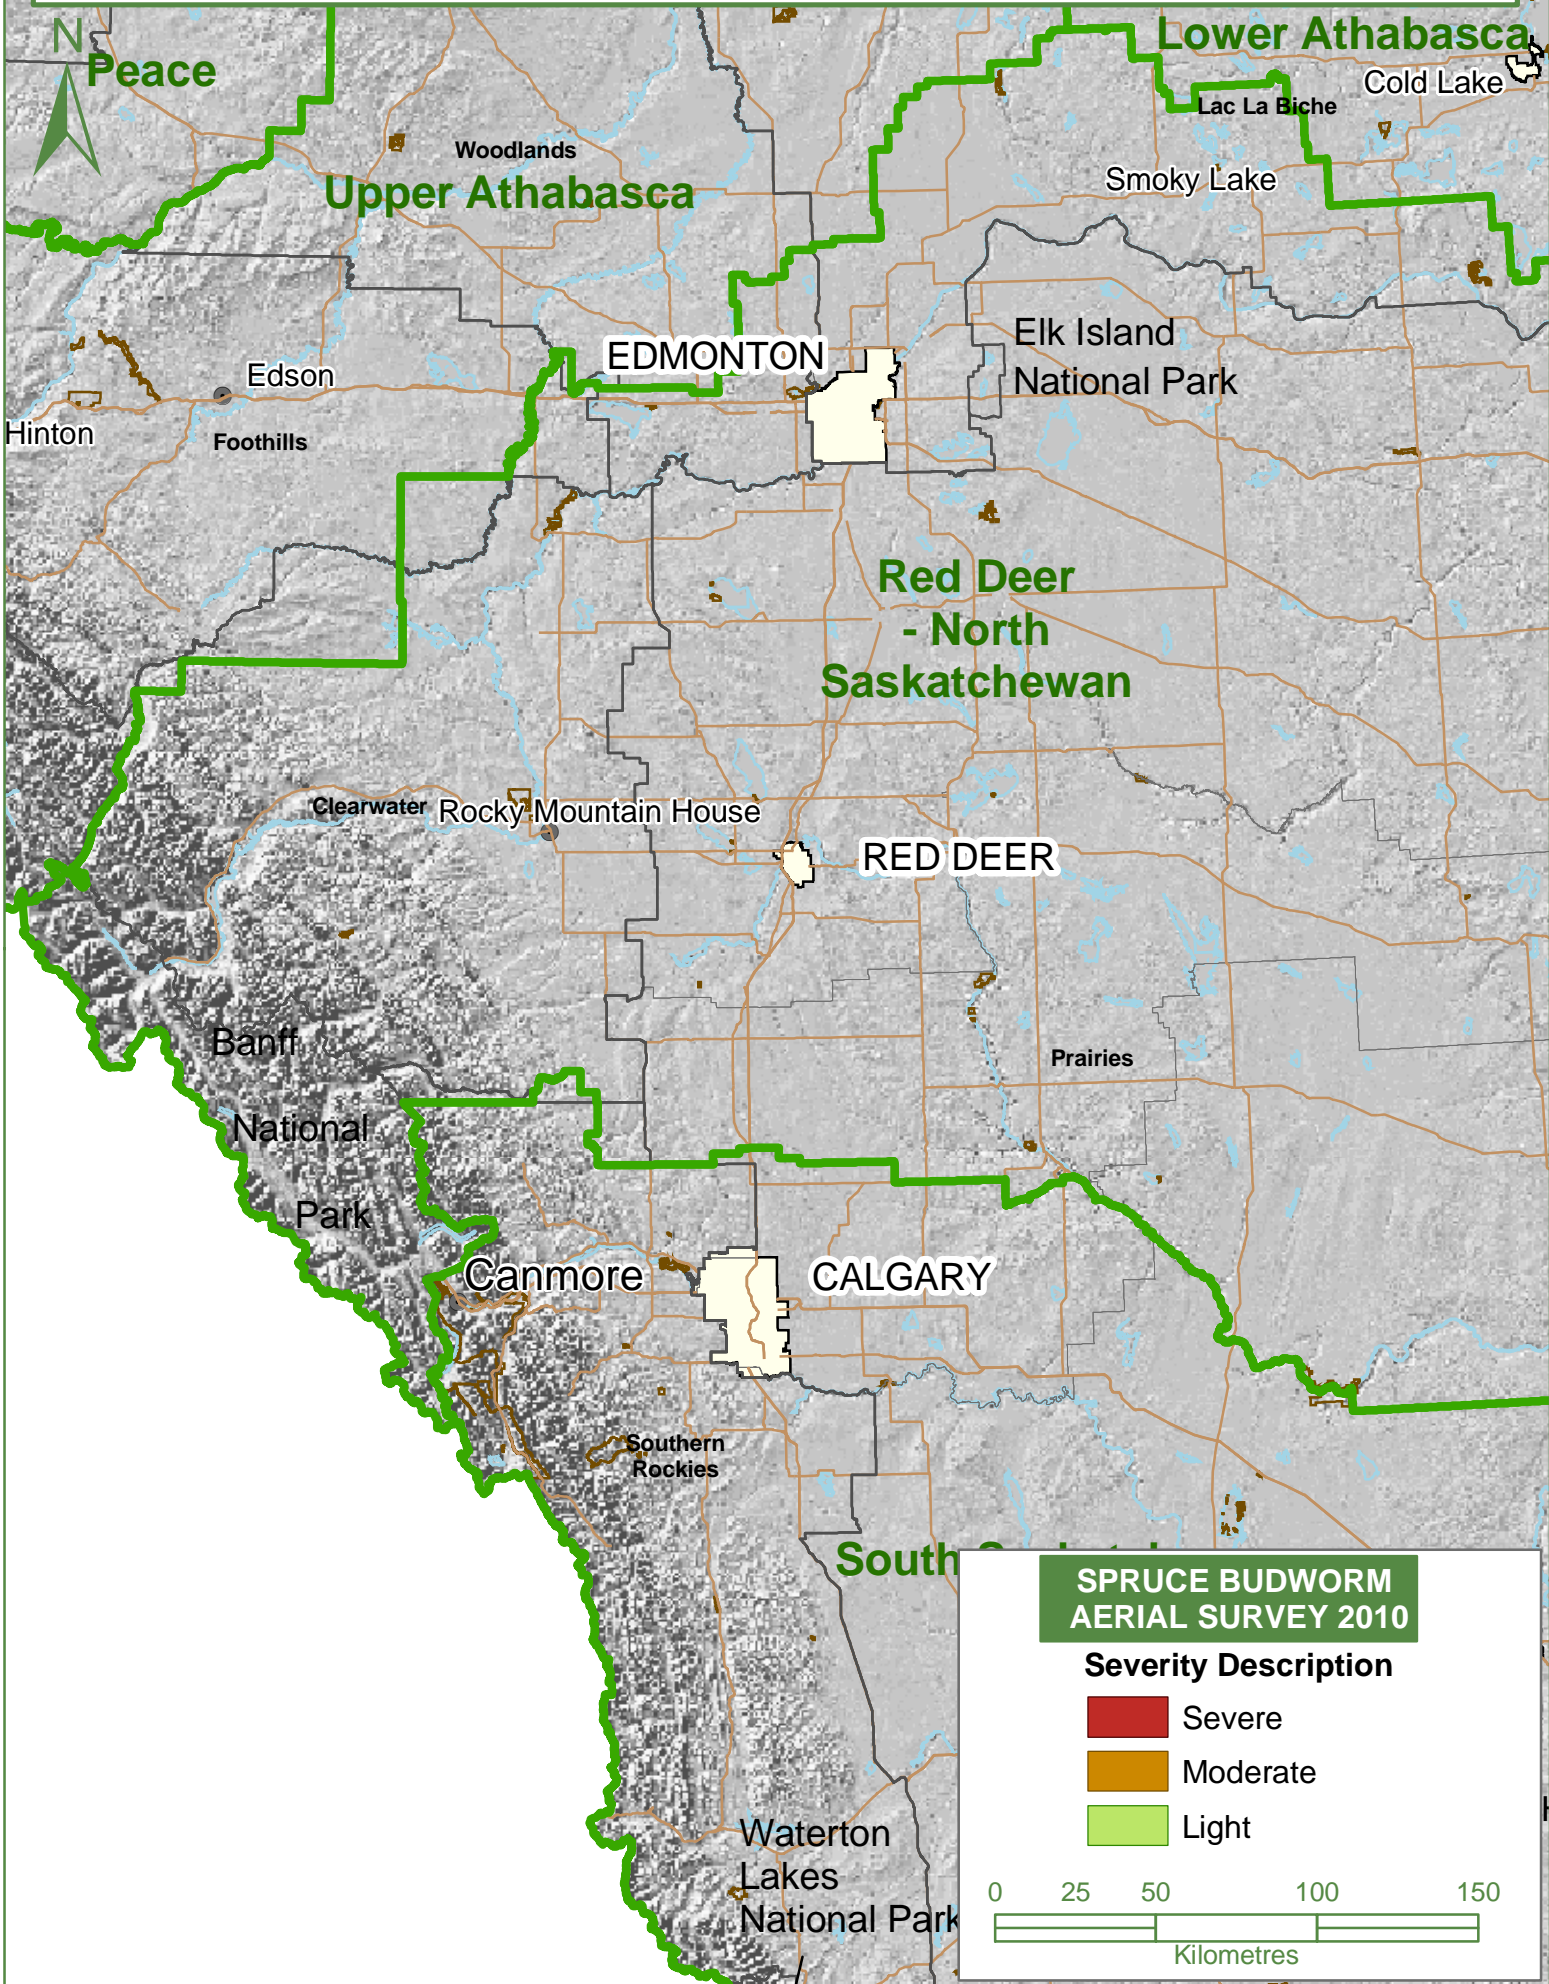 N
Peace
Lower Athabasca
Cold Lake
Lac La Biche
Woodlands
Upper Athabasca
Smoky Lake
EDMONTON
Elk Island
National Park
Edson
Hinton
Foothills
Red Deer
- North
Saskatchewan
Clearwater
Rocky Mountain House
RED DEER
Banff
National
Park
Prairies
Canmore
CALGARY
Southern
Rockies
South
SPRUCE BUDWORM
AERIAL SURVEY 2010
Severity Description
Severe
Moderate
Light
Waterton
Lakes
National Park
0 25 50 100 150
Kilometres